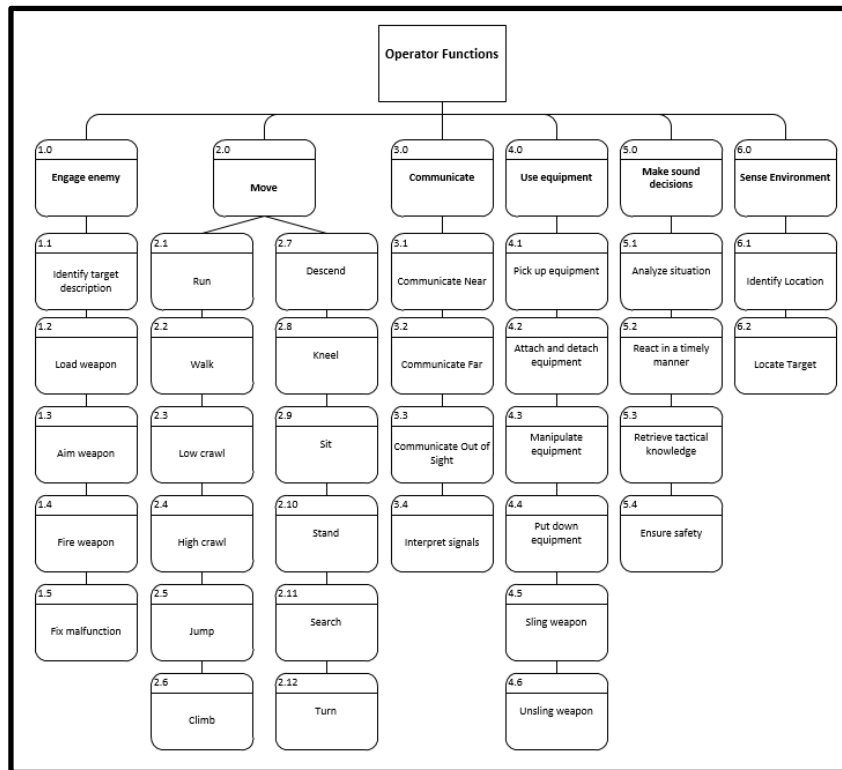 Operator Functions
1.0
Engage enemy
2.0
Move
3.0
Communicate
4.0
Use equipment
5.0
Make sound
decisions
6.0
Sense Environment
1.1
Identify target
description
1.2
Load weapon
1.3
Aim weapon
1.4
Fire weapon
1.5
Fix malfunction
2.1
Run
2.2
Walk
2.3
Low crawl
2.4
High crawl
2.5
Jump
2.6
Climb
2.7
Descend
2.8
Kneel
2.9
Sit
2.10
Stand
2.11
Search
2.12
Turn
3.1
Communicate Near
3.2
Communicate Far
3.3
Communicate Out of
Sight
3.4
Interpret signals
4.1
Pick up equipment
4.2
Attach and detach
equipment
4.3
Manipulate
equipment
4.4
Put down
equipment
4.5
Sling weapon
4.6
Unsling weapon
5.1
Analyze situation
5.2
React in a timely
manner
5.3
Retrieve tactical
knowledge
5.4
Ensure safety
6.1
Identify Location
6.2
Locate Target